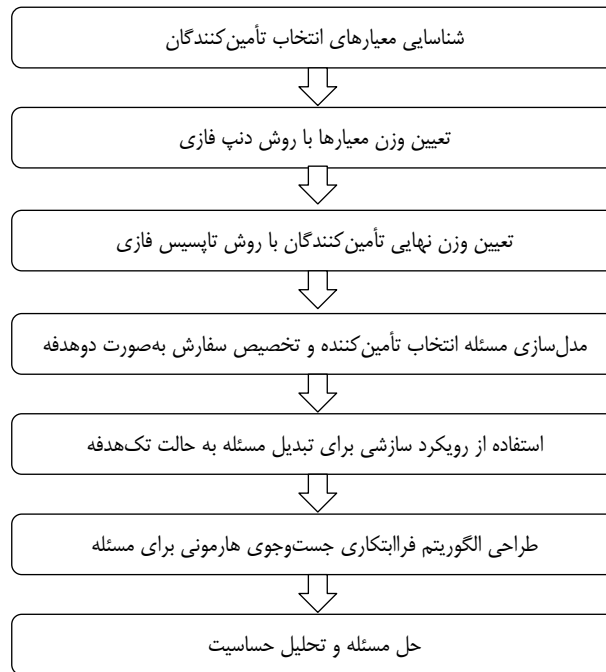 شناسایی معیارهای انتخاب تأمین‌کنندگان
تعیین وزن معیارها با روش دنپ فازی
تعیین وزن نهایی تأمین‌کنندگان با روش تاپسیس فازی
مدل‌سازی مسئله انتخاب تأمین‌کننده و تخصیص سفارش به‌صورت دوهدفه
استفاده از رویکرد سازشی برای تبدیل مسئله به حالت تک‌هدفه
طراحی الگوریتم فراابتکاری جست‌وجوی هارمونی برای مسئله
حل مسئله و تحلیل حساسیت